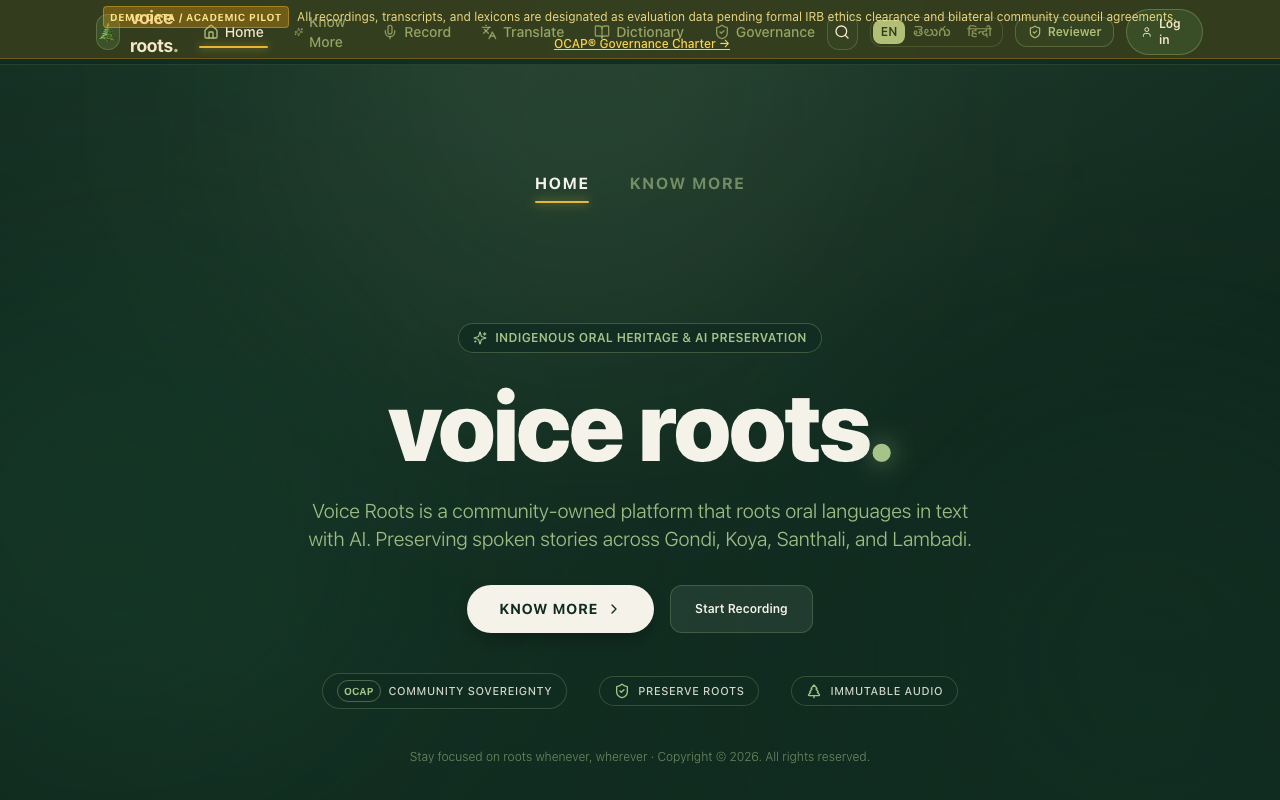 DEMO DATA / ACADEMIC PILOT All recordings, transcripts, and lexicons are designated as evaluation data pending formal IRB ethics clearance and bilateral community council agreements.
OCAP® Governance Charter →
voice roots.
Home
Know More
Record
Translate
Dictionary
Governance
EN తెలుగు हिन्दी
Reviewer
Log in
HOME KNOW MORE
INDIGENOUS ORAL HERITAGE & AI PRESERVATION
voice roots.
Voice Roots is a community-owned platform that roots oral languages in text
with AI. Preserving spoken stories across Gondi, Koya, Santhali, and Lambadi.
KNOW MORE
Start Recording
OCAP COMMUNITY SOVEREIGNTY
PRESERVE ROOTS
IMMUTABLE AUDIO
Stay focused on roots whenever, wherever · Copyright © 2026. All rights reserved.